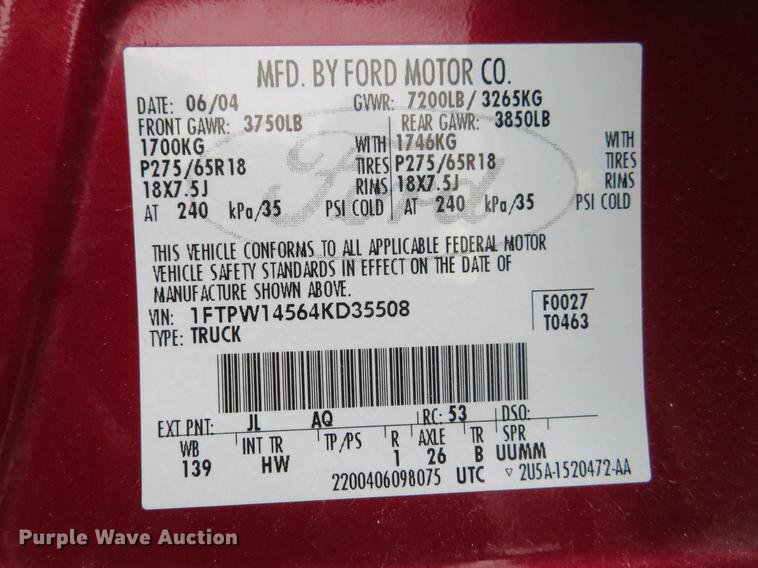 MFD. BY FORD MOTOR CO.
DATE: 06/04 GVWR: 7200LB/ 3265KG
FRONT GAWR: 3750LB REAR GAWR: 3850LB
1700KG WITH 1746KG WITH
P275/65R18 TIRES P275/65R18 TIRES
18X7.5J RIMS 18X7.5J RIMS
AT 240 kPa/35 PSI COLD AT 240 kPa/35 PSI COLD
Ford
THIS VEHICLE CONFORMS TO ALL APPLICABLE FEDERAL MOTOR
VEHICLE SAFETY STANDARDS IN EFFECT ON THE DATE OF
MANUFACTURE SHOWN ABOVE.
VIN: 1FTPW14564KD35508 F0027
TYPE: TRUCK T0463
EXT PNT: JL AQ RC: 53 DSO:
WB INT TR TP/PS R AXLE TR SPR
139 HW 1 26 B UUMM
2200406098075 UTC ▽ 2U5A-1520472-AA
Purple Wave Auction